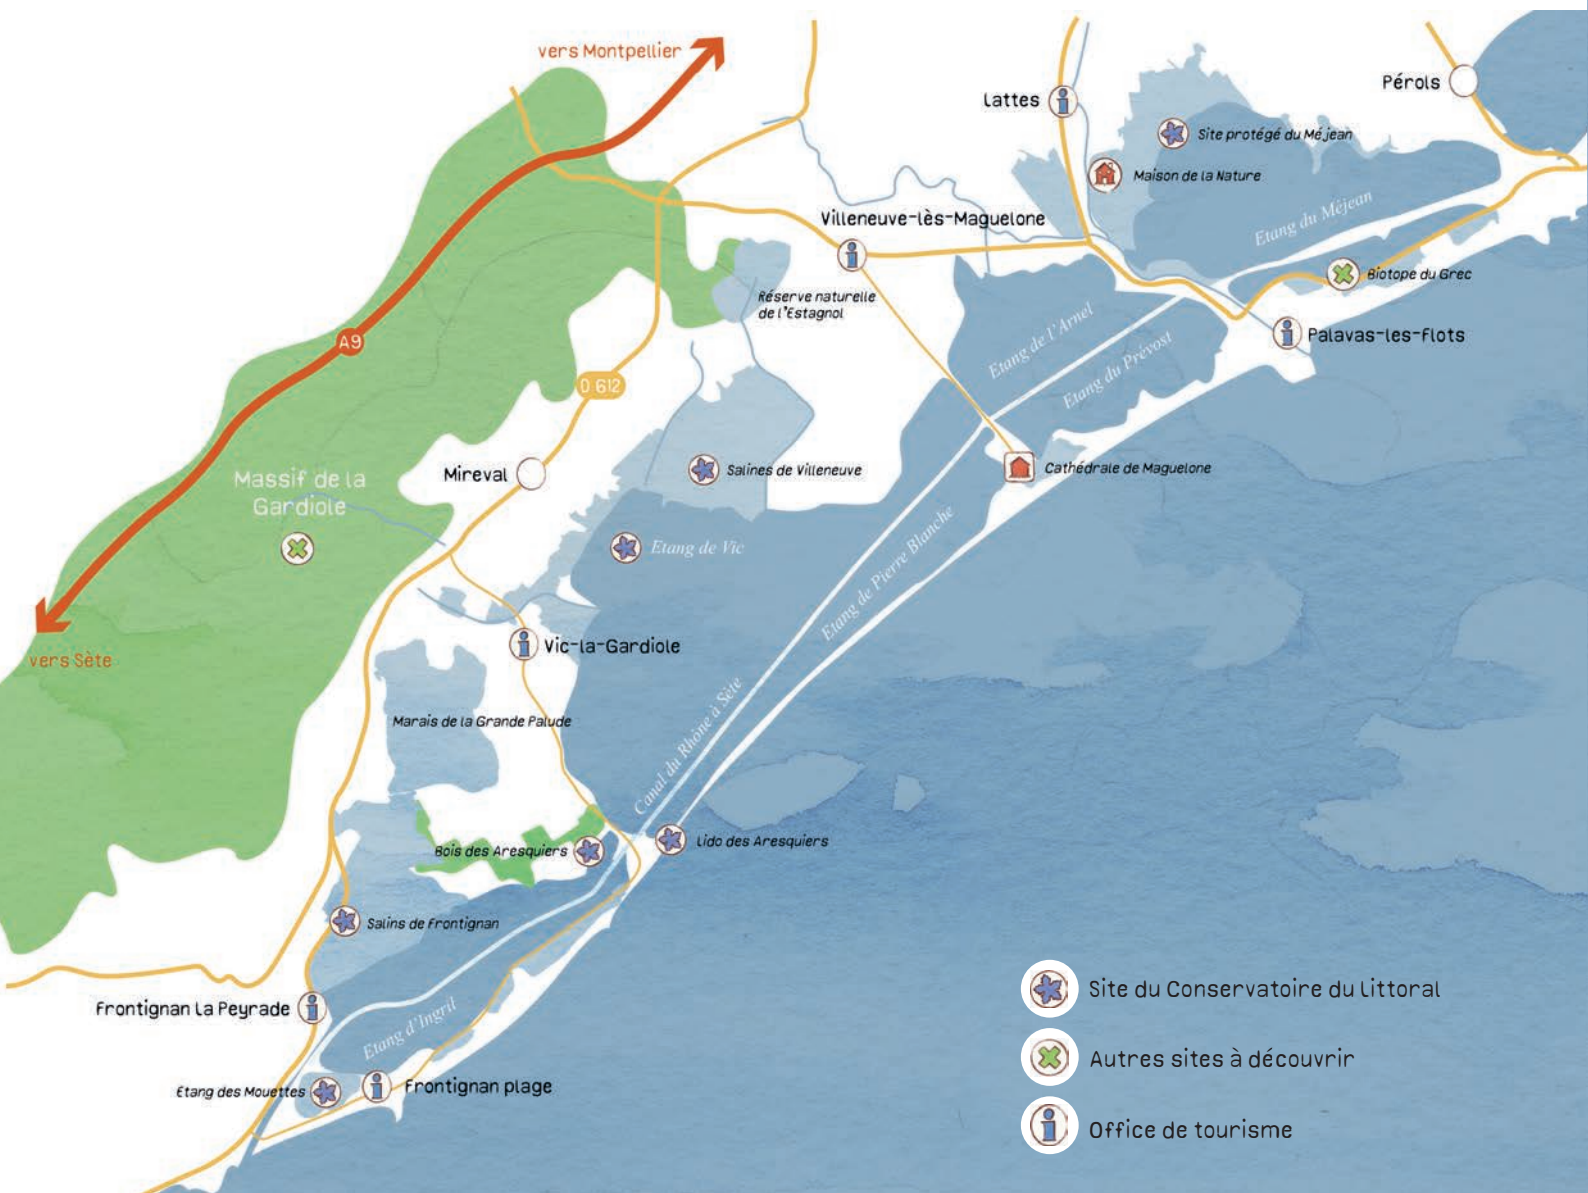 vers Montpellier
Pérols
Lattes
Site protégé du Méjean
Maison de la Nature
Villeneuve-lès-Maguelone
Etang du Méjean
Biotope du Grec
Réserve naturelle
de l'Estagnol
Etang de l'Arnel
Palavas-les-flots
A9
Etang du Prévost
D 612
Massif de la
Gardiole
Mireval
Salines de Villeneuve
Cathédrale de Maguelone
Etang de Vic
Etang de Pierre Blanche
vers Sète
Vic-la-Gardiole
Marais de la Grande Palude
Canal du Rhône à Sète
Bois des Aresquiers
Lido des Aresquiers
Salins de Frontignan
Frontignan La Peyrade
Etang d'Ingril
Etang des Mouettes
Frontignan plage
Site du Conservatoire du Littoral
Autres sites à découvrir
Office de tourisme